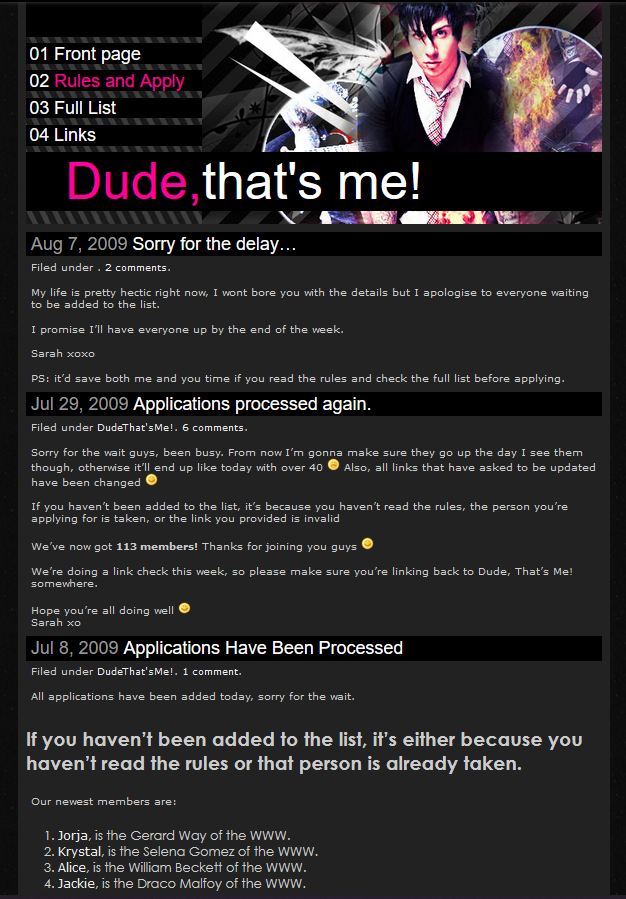 01 Front page
02 Rules and Apply
03 Full List
04 Links
Dude,that's me!
Aug 7, 2009 Sorry for the delay…
Filed under . 2 comments.
My life is pretty hectic right now, I wont bore you with the details but I apologise to everyone waiting
to be added to the list.
I promise I’ll have everyone up by the end of the week.
Sarah xoxo
PS: it’d save both me and you time if you read the rules and check the full list before applying.
Jul 29, 2009 Applications processed again.
Filed under DudeThat'sMe!. 6 comments.
Sorry for the wait guys, been busy. From now I’m gonna make sure they go up the day I see them
though, otherwise it’ll end up like today with over 40 Also, all links that have asked to be updated
have been changed
If you haven’t been added to the list, it’s because you haven’t read the rules, the person you’re
applying for is taken, or the link you provided is invalid
We’ve now got 113 members! Thanks for joining you guys
We’re doing a link check this week, so please make sure you’re linking back to Dude, That’s Me!
somewhere.
Hope you’re all doing well
Sarah xo
Jul 8, 2009 Applications Have Been Processed
Filed under DudeThat'sMe!. 1 comment.
All applications have been added today, sorry for the wait.
If you haven’t been added to the list, it’s either because you
haven’t read the rules or that person is already taken.
Our newest members are:
1. Jorja, is the Gerard Way of the WWW.
2. Krystal, is the Selena Gomez of the WWW.
3. Alice, is the William Beckett of the WWW.
4. Jackie, is the Draco Malfoy of the WWW.